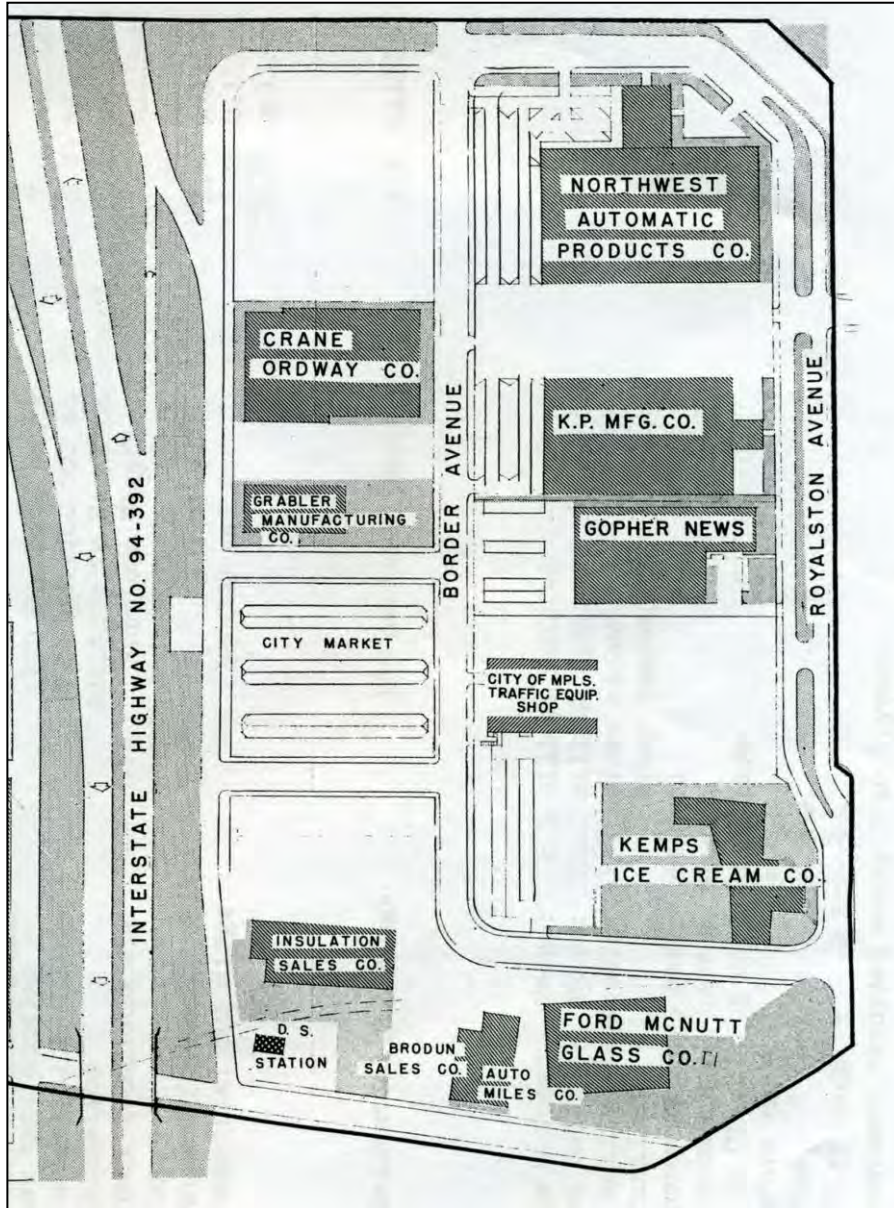 NORTHWEST
AUTOMATIC
PRODUCTS CO.
CRANE
ORDWAY CO.
K.P. MFG. CO.
BORDER AVENUE
ROYALSTON AVENUE
INTERSTATE HIGHWAY NO. 94-392
GRABLER
MANUFACTURING
CO.
GOPHER NEWS
CITY MARKET
CITY OF MPLS.
TRAFFIC EQUIP.
SHOP
KEMPS
ICE CREAM CO.
INSULATION
SALES CO.
D. S.
STATION
BRODUN
SALES CO.
AUTO
MILES CO.
FORD MCNUTT
GLASS CO.